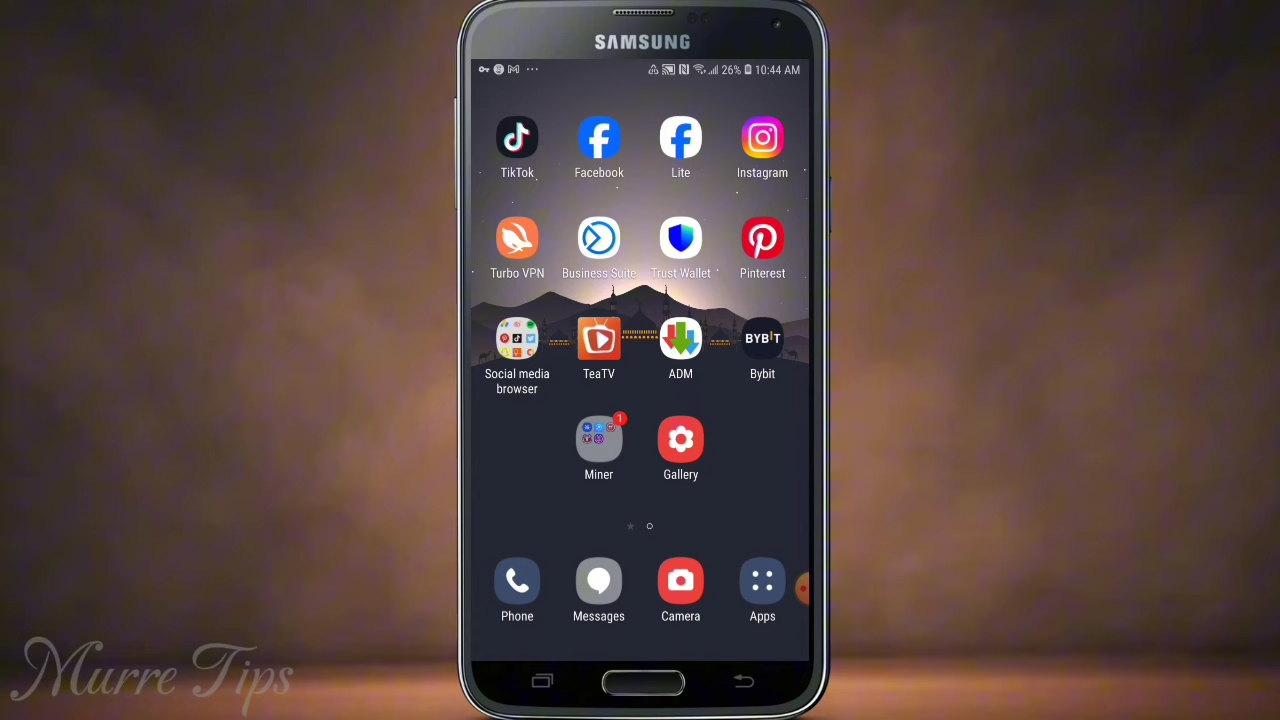 SAMSUNG
26% 10:44 AM
TikTok
Facebook
Lite
Instagram
Turbo VPN
Business Suite
Trust Wallet
Pinterest
BYBIT
Social media
browser
TeaTV
ADM
Bybit
1
Miner
Gallery
Phone
Messages
Camera
Apps
Murre Tips